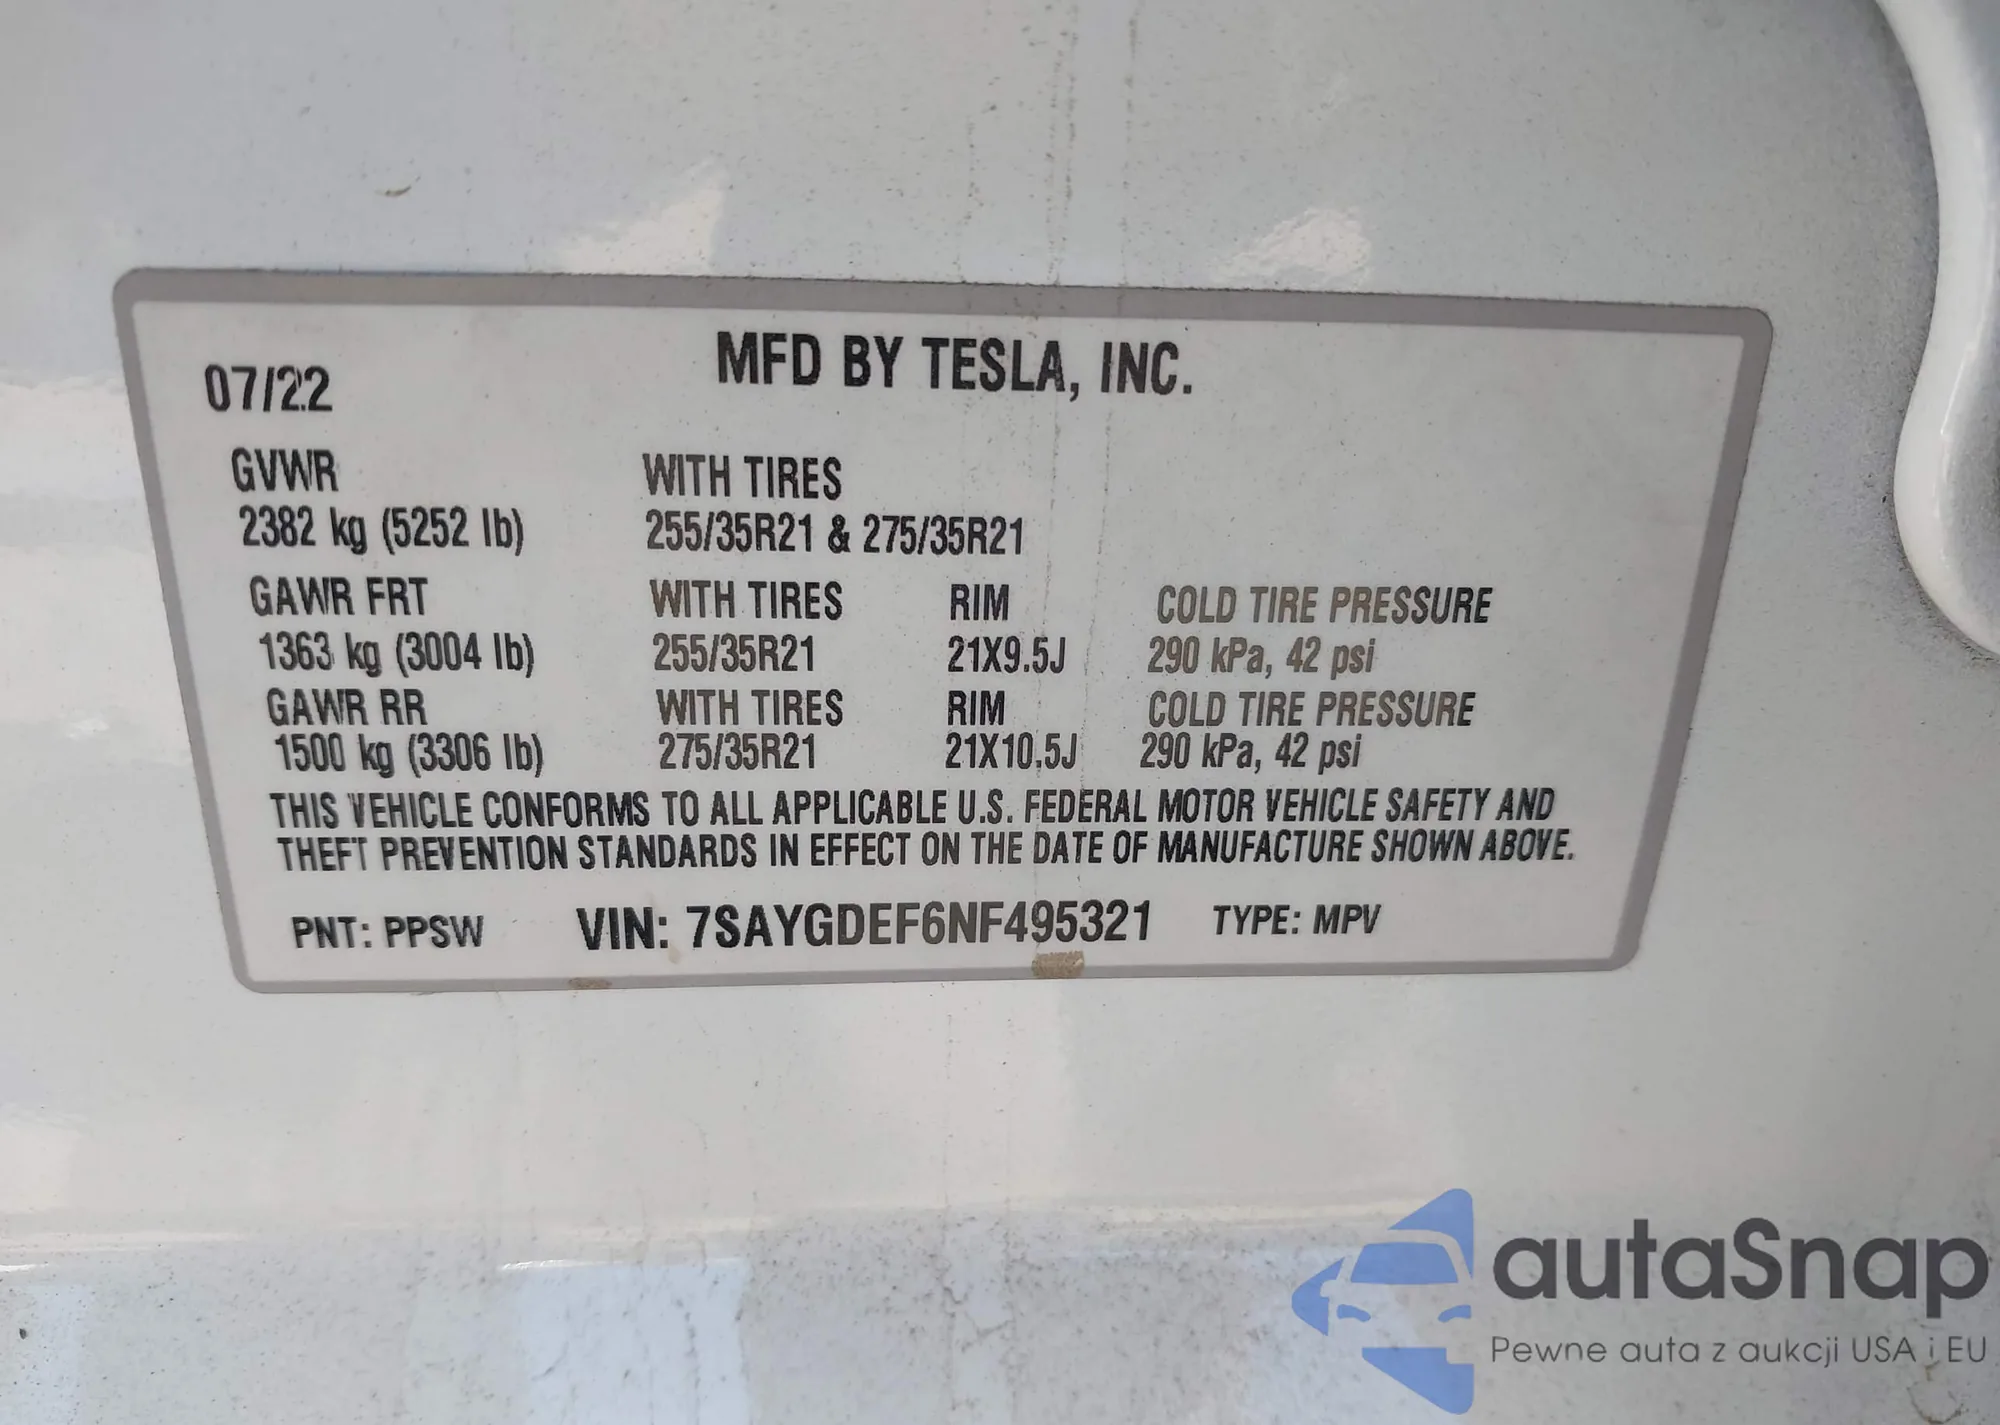 MFD BY TESLA, INC.
07/22
GVWR WITH TIRES
2382 kg (5252 lb) 255/35R21 & 275/35R21
GAWR FRT WITH TIRES RIM COLD TIRE PRESSURE
1363 kg (3004 lb) 255/35R21 21X9.5J 290 kPa, 42 psi
GAWR RR WITH TIRES RIM COLD TIRE PRESSURE
1500 kg (3306 lb) 275/35R21 21X10.5J 290 kPa, 42 psi
THIS VEHICLE CONFORMS TO ALL APPLICABLE U.S. FEDERAL MOTOR VEHICLE SAFETY AND
THEFT PREVENTION STANDARDS IN EFFECT ON THE DATE OF MANUFACTURE SHOWN ABOVE.
PNT: PPSW VIN: 7SAYGDEF6NF495321 TYPE: MPV
autaSnap
Pewne auta z aukcji USA i EU